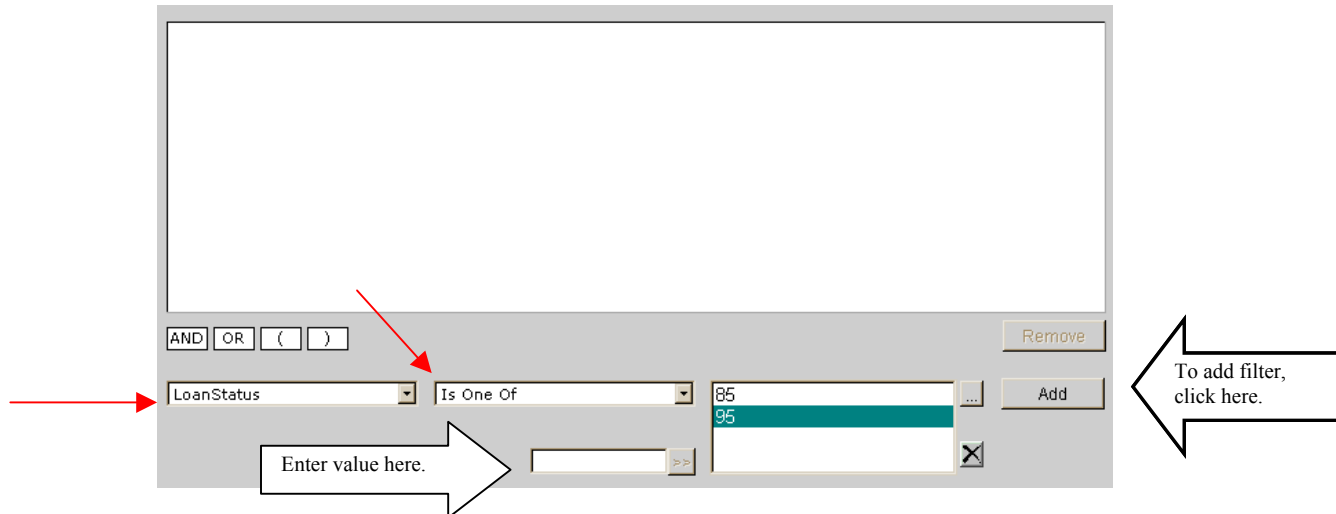 AND OR ( ) Remove
LoanStatus Is One Of 85 ... Add
95
To add filter,
click here.
Enter value here. >>